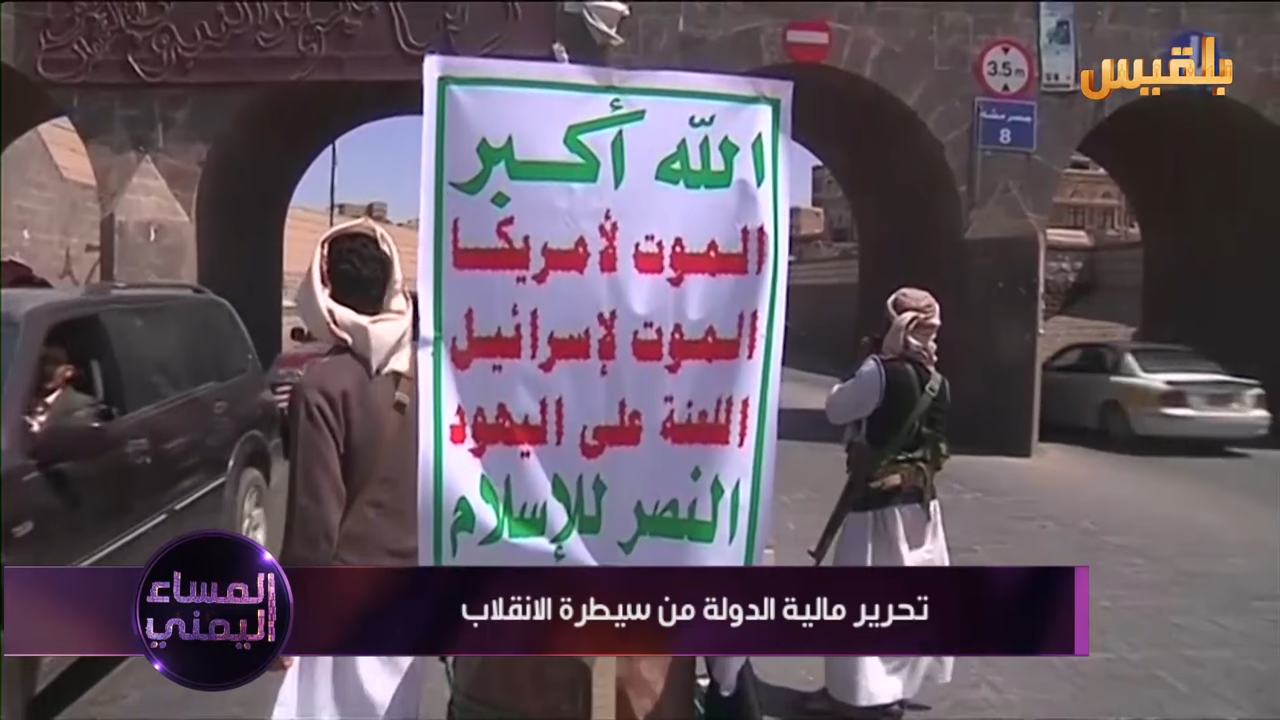 بلقيس
3.5m
8
الله أكبر
الموت لأمريكا
الموت لإسرائيل
اللعنة على اليهود
النصر للإسلام
المساء
اليمني
تحرير مالية الدولة من سيطرة الانقلاب